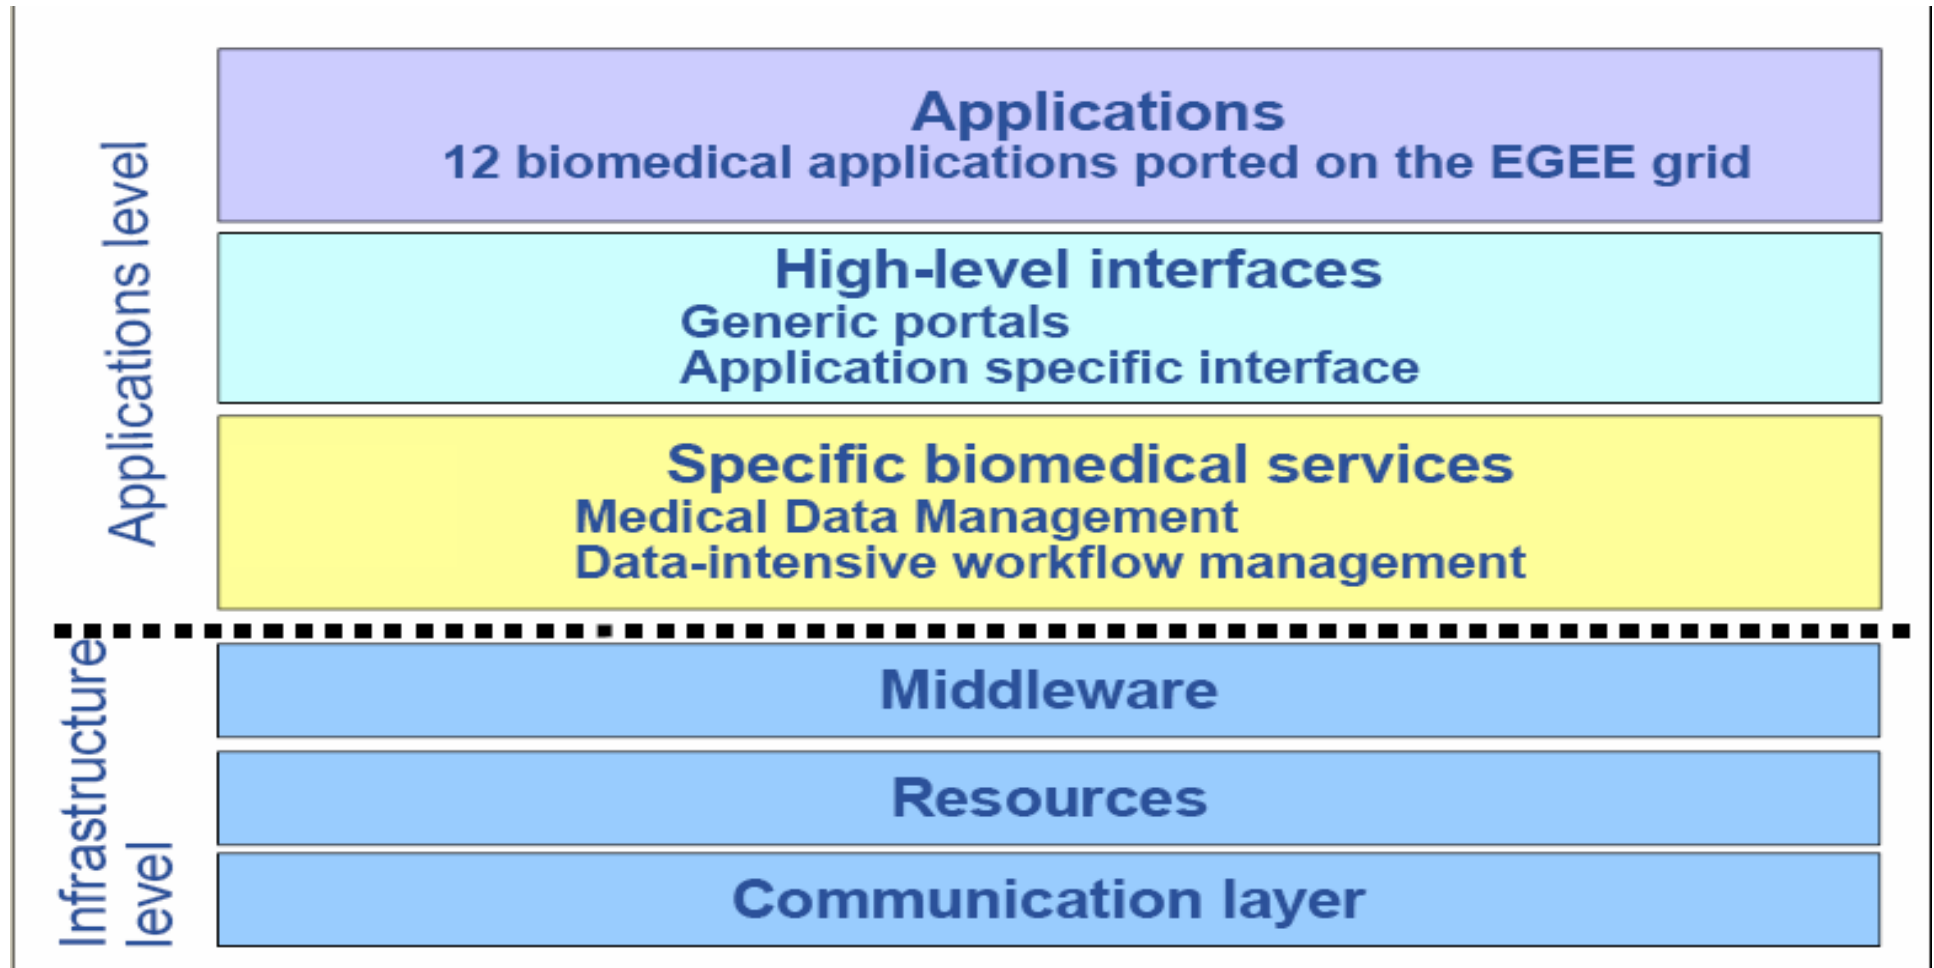 Applications level
Applications
12 biomedical applications ported on the EGEE grid
High-level interfaces
Generic portals
Application specific interface
Specific biomedical services
Medical Data Management
Data-intensive workflow management
Infrastructure
level
Middleware
Resources
Communication layer